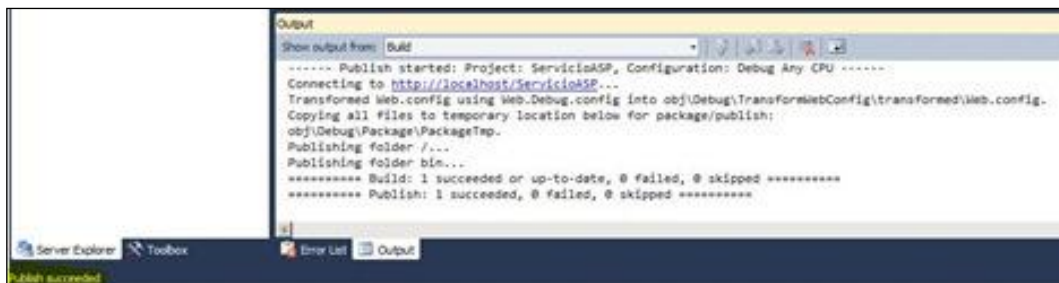 Output
Show output from: Build
------ Publish started: Project: ServicioASP, Configuration: Debug Any CPU ------
Connecting to http://localhost/ServicioASP...
Transformed Web.config using Web.Debug.config into obj\Debug\TransformWebConfig\transformed\Web.config.
Copying all files to temporary location below for package/publish:
obj\Debug\Package\PackageTmp.
Publishing folder /...
Publishing folder bin...
========== Build: 1 succeeded or up-to-date, 0 failed, 0 skipped ==========
========== Publish: 1 succeeded, 0 failed, 0 skipped ==========
Server Explorer Toolbox Error List Output
Publish succeeded